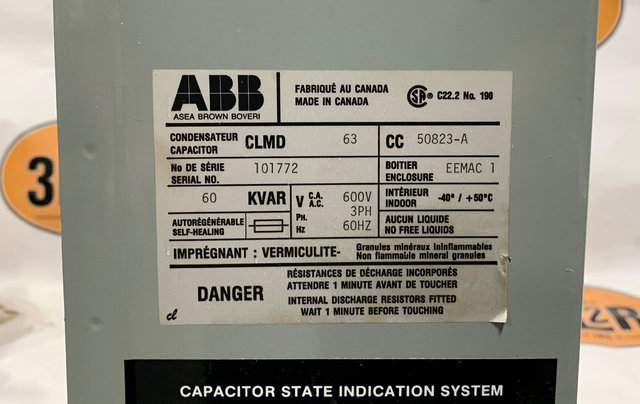 ABB
ASEA BROWN BOVERI
FABRIQUÉ AU CANADA
MADE IN CANADA
C22.2 No. 190
CONDENSATEUR
CAPACITOR CLMD 63
CC 50823-A
No DE SÉRIE
SERIAL NO. 101772
BOITIER
ENCLOSURE EEMAC 1
60 KVAR
V C.A.
A.C. 600V
PH. 3PH
HZ 60HZ
INTÉRIEUR
INDOOR -40° / +50°C
AUTORÉGÉNÉRABLE
SELF-HEALING
AUCUN LIQUIDE
NO FREE LIQUIDS
IMPRÉGNANT : VERMICULITE- Granules minéraux ininflammables
Non flammable mineral granules
DANGER
RÉSISTANCES DE DÉCHARGE INCORPORÉS
ATTENDRE 1 MINUTE AVANT DE TOUCHER
INTERNAL DISCHARGE RESISTORS FITTED
WAIT 1 MINUTE BEFORE TOUCHING
cl
CAPACITOR STATE INDICATION SYSTEM